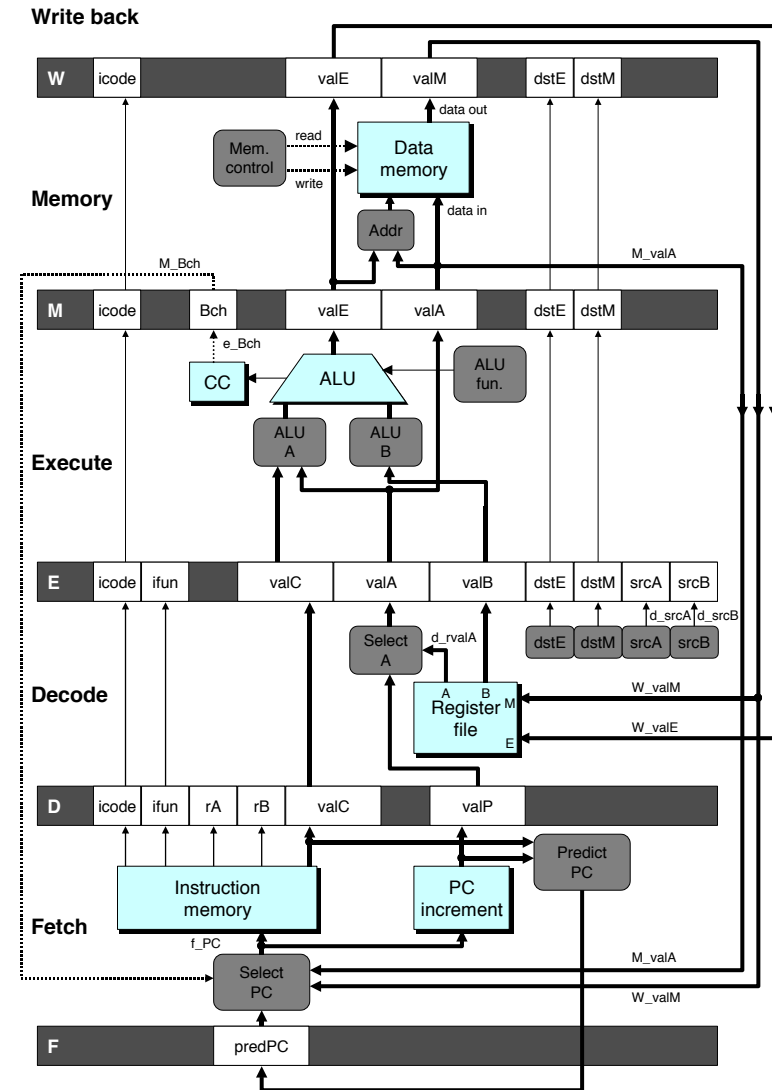 Write back
W icode valE valM dstE dstM
data out
read
Mem. control
Data memory
write
Memory
data in
Addr
M_valA
M_Bch
M icode Bch valE valA dstE dstM
e_Bch
CC
ALU
ALU fun.
ALU A
ALU B
Execute
E icode ifun valC valA valB dstE dstM srcA srcB
d_srcA d_srcB
Select A
d_rvalA
dstE dstM srcA srcB
Decode
A B M
Register file
E
W_valM
W_valE
D icode ifun rA rB valC valP
Predict PC
Instruction memory
PC increment
Fetch
f_PC
Select PC
M_valA
W_valM
F predPC